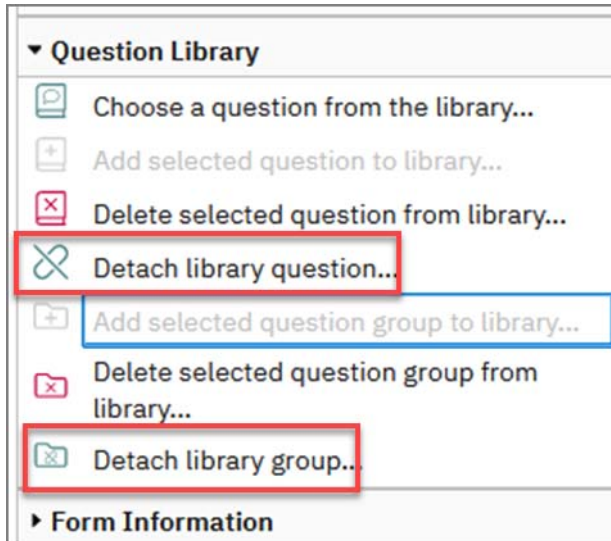 Question Library
Choose a question from the library...
Add selected question to library...
Delete selected question from library...
Detach library question...
Add selected question group to library...
Delete selected question group from
library...
Detach library group...
Form Information